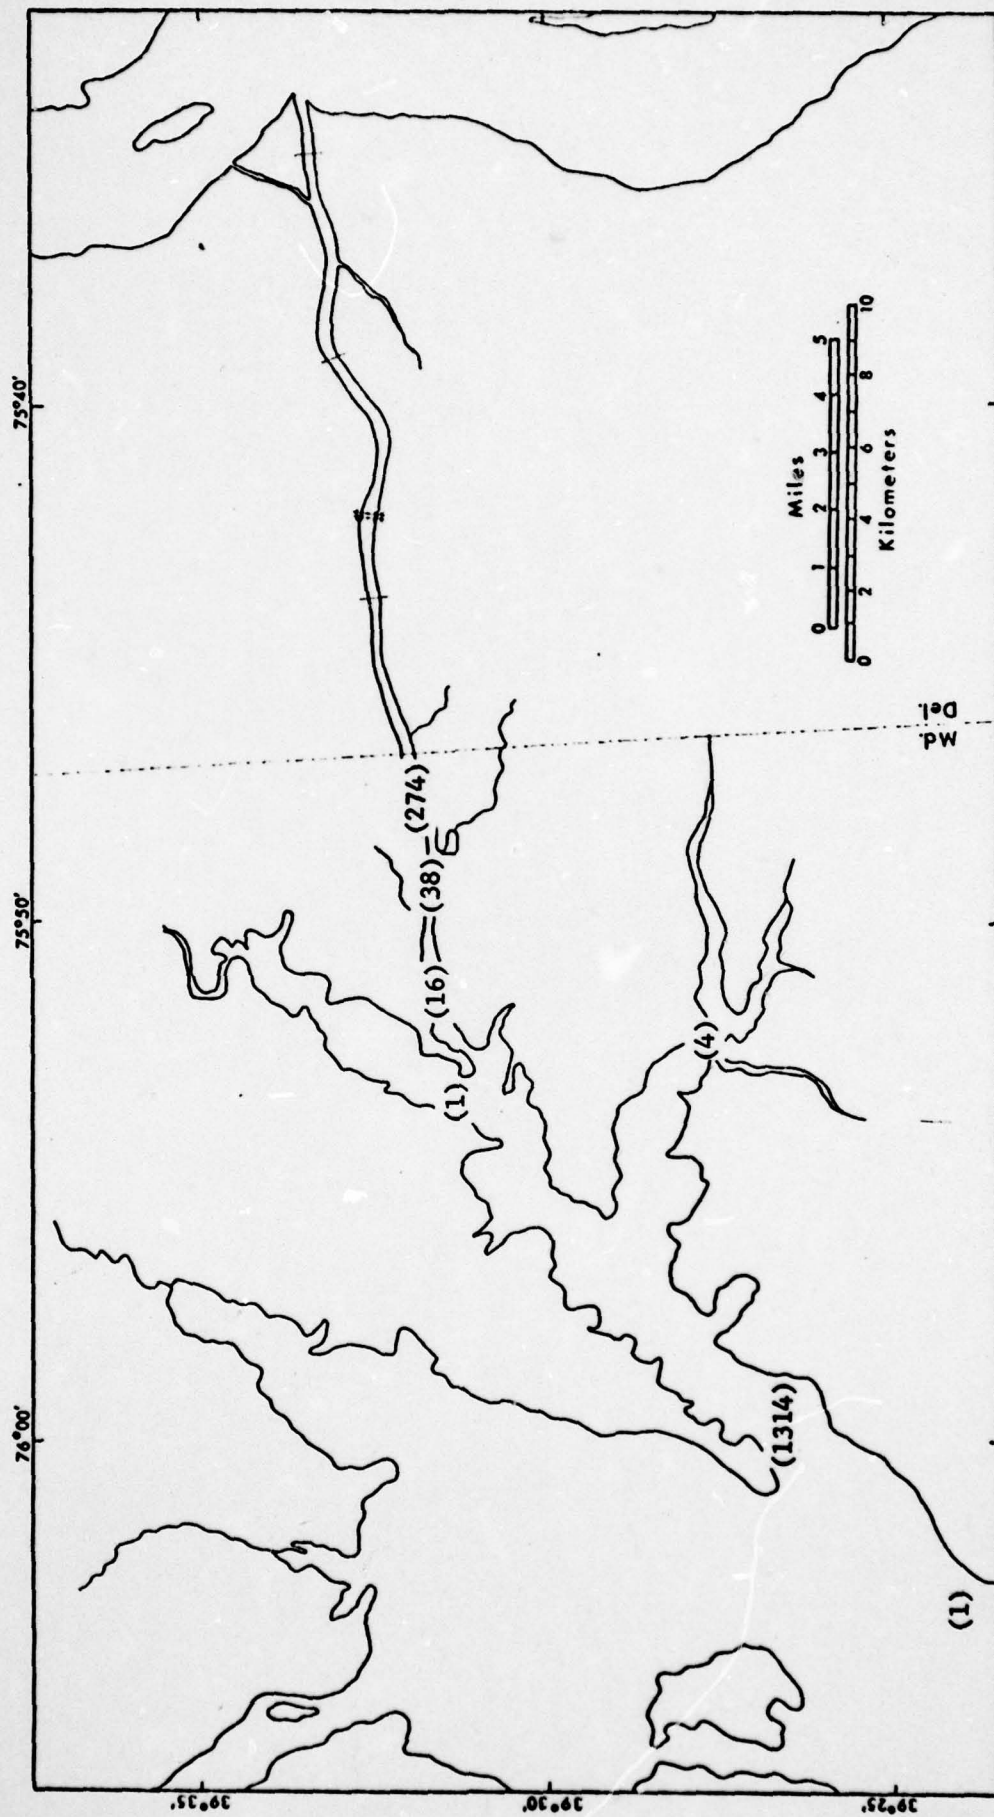 75°40'
75°50'
76°00'
39°35'
39°30'
39°25'
Md.
Del.
(274)
(38)
(16)
(1)
(4)
(1314)
(1)
Miles
0 1 2 3 4 5
0 2 4 6 8 10
Kilometers